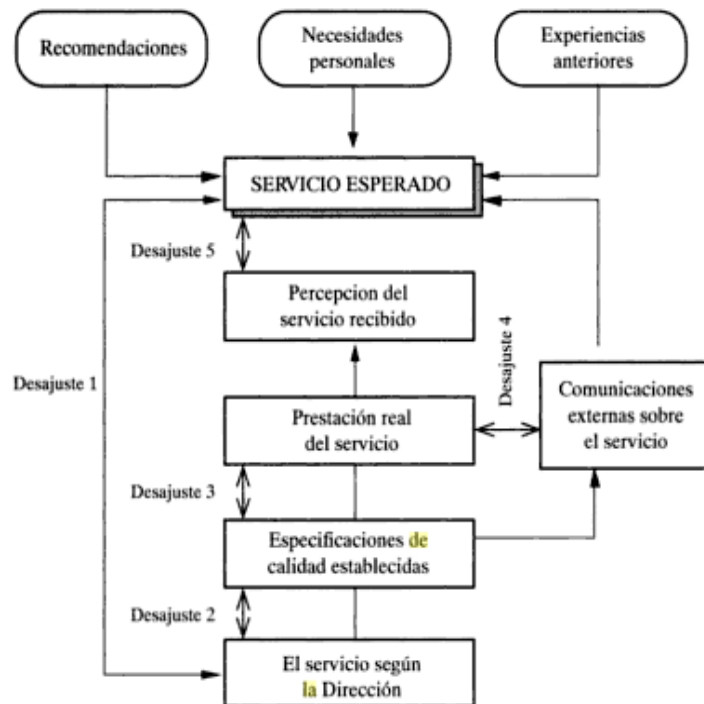 Recomendaciones
Necesidades
personales
Experiencias
anteriores
SERVICIO ESPERADO
Desajuste 5
Percepcion del
servicio recibido
Desajuste 1
Desajuste 4
Prestación real
del servicio
Comunicaciones
externas sobre
el servicio
Desajuste 3
Especificaciones de
calidad establecidas
Desajuste 2
El servicio según
la Dirección